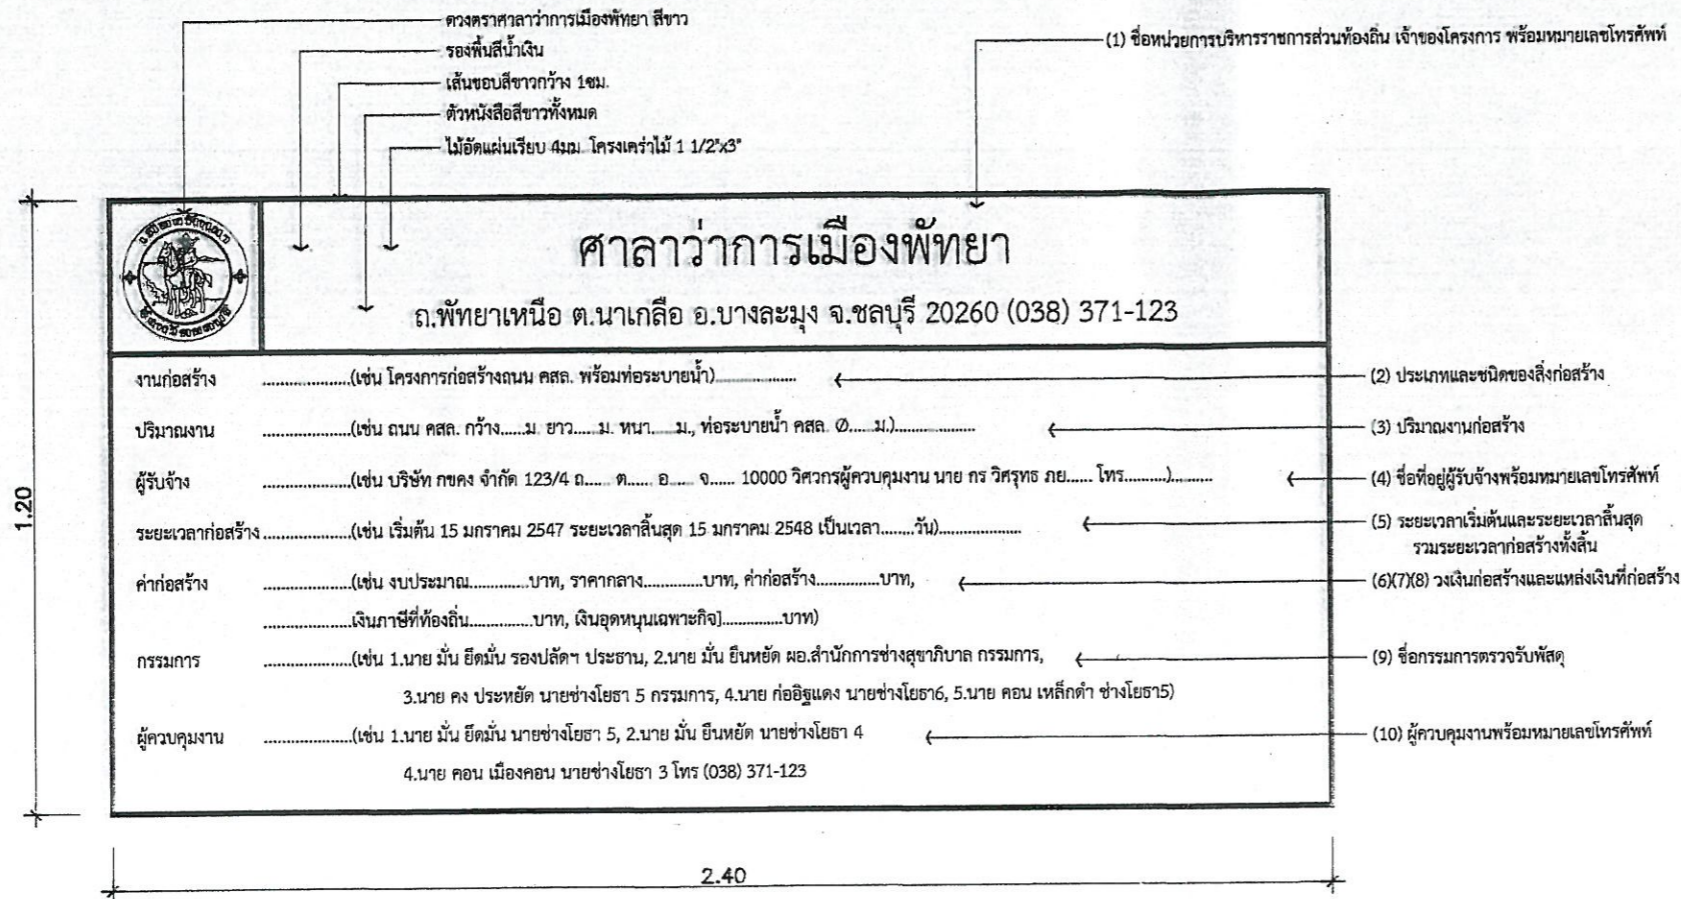 ดวงตราศาลาว่าการเมืองพัทยา สีขาว
รองพื้นสีน้ำเงิน
เส้นขอบสีขาวกว้าง 1ซม.
ตัวหนังสือสีขาวทั้งหมด
ไม้อัดแผ่นเรียบ 4มม. โครงเคร่าไม้ 1 1/2"x3"
(1) ชื่อหน่วยการบริหารราชการส่วนท้องถิ่น เจ้าของโครงการ พร้อมหมายเลขโทรศัพท์
ศาลาว่าการเมืองพัทยา
ถ.พัทยาเหนือ ต.นาเกลือ อ.บางละมุง จ.ชลบุรี 20260 (038) 371-123
งานก่อสร้าง ....................(เช่น โครงการก่อสร้างถนน คสล. พร้อมท่อระบายน้ำ)..................
(2) ประเภทและชนิดของสิ่งก่อสร้าง
ปริมาณงาน ....................(เช่น ถนน คสล. กว้าง......ม. ยาว......ม. หนา.....ม., ท่อระบายน้ำ คสล. Ø.....ม.)..................
(3) ปริมาณงานก่อสร้าง
ผู้รับจ้าง ....................(เช่น บริษัท กขคง จำกัด 123/4 ถ...... ต...... อ..... จ...... 10000 วิศวกรผู้ควบคุมงาน นาย กร วิศรุทธ ภย...... โทร..........).........
(4) ชื่อที่อยู่ผู้รับจ้างพร้อมหมายเลขโทรศัพท์
ระยะเวลาก่อสร้าง....................(เช่น เริ่มต้น 15 มกราคม 2547 ระยะเวลาสิ้นสุด 15 มกราคม 2548 เป็นเวลา........วัน)...................
(5) ระยะเวลาเริ่มต้นและระยะเวลาสิ้นสุด
รวมระยะเวลาก่อสร้างทั้งสิ้น
ค่าก่อสร้าง ....................(เช่น งบประมาณ.............บาท, ราคากลาง.............บาท, ค่าก่อสร้าง..............บาท,
(6)(7)(8) วงเงินก่อสร้างและแหล่งเงินที่ก่อสร้าง
....................เงินภาษีที่ท้องถิ่น..............บาท, เงินอุดหนุนเฉพาะกิจ]..............บาท)
กรรมการ ....................(เช่น 1.นาย มั่น ยึดมั่น รองปลัดฯ ประธาน, 2.นาย มั่น ยืนหยัด ผอ.สำนักการช่างสุขาภิบาล กรรมการ,
(9) ชื่อกรรมการตรวจรับพัสดุ
3.นาย คง ประหยัด นายช่างโยธา 5 กรรมการ, 4.นาย ก่ออิฐแดง นายช่างโยธา6, 5.นาย คอน เหล็กดำ ช่างโยธา5)
ผู้ควบคุมงาน ....................(เช่น 1.นาย มั่น ยึดมั่น นายช่างโยธา 5, 2.นาย มั่น ยืนหยัด นายช่างโยธา 4
(10) ผู้ควบคุมงานพร้อมหมายเลขโทรศัพท์
4.นาย คอน เมืองคอน นายช่างโยธา 3 โทร (038) 371-123
1.20
2.40